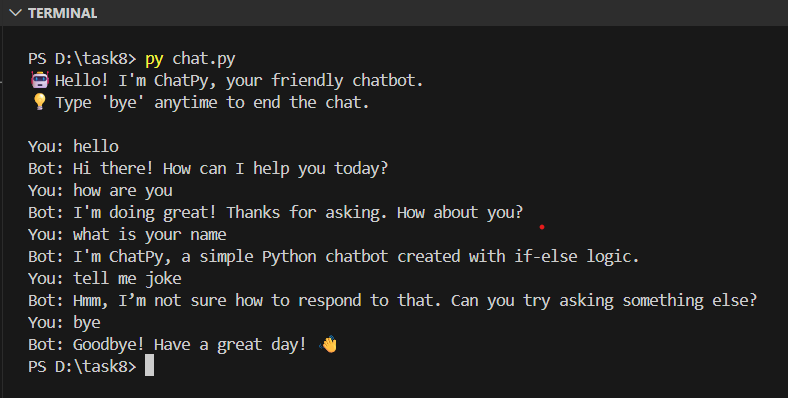 TERMINAL
PS D:\task8> py chat.py
🤖 Hello! I'm ChatPy, your friendly chatbot.
💡 Type 'bye' anytime to end the chat.
You: hello
Bot: Hi there! How can I help you today?
You: how are you
Bot: I'm doing great! Thanks for asking. How about you?
You: what is your name
Bot: I'm ChatPy, a simple Python chatbot created with if-else logic.
You: tell me joke
Bot: Hmm, I’m not sure how to respond to that. Can you try asking something else?
You: bye
Bot: Goodbye! Have a great day! 👋
PS D:\task8>